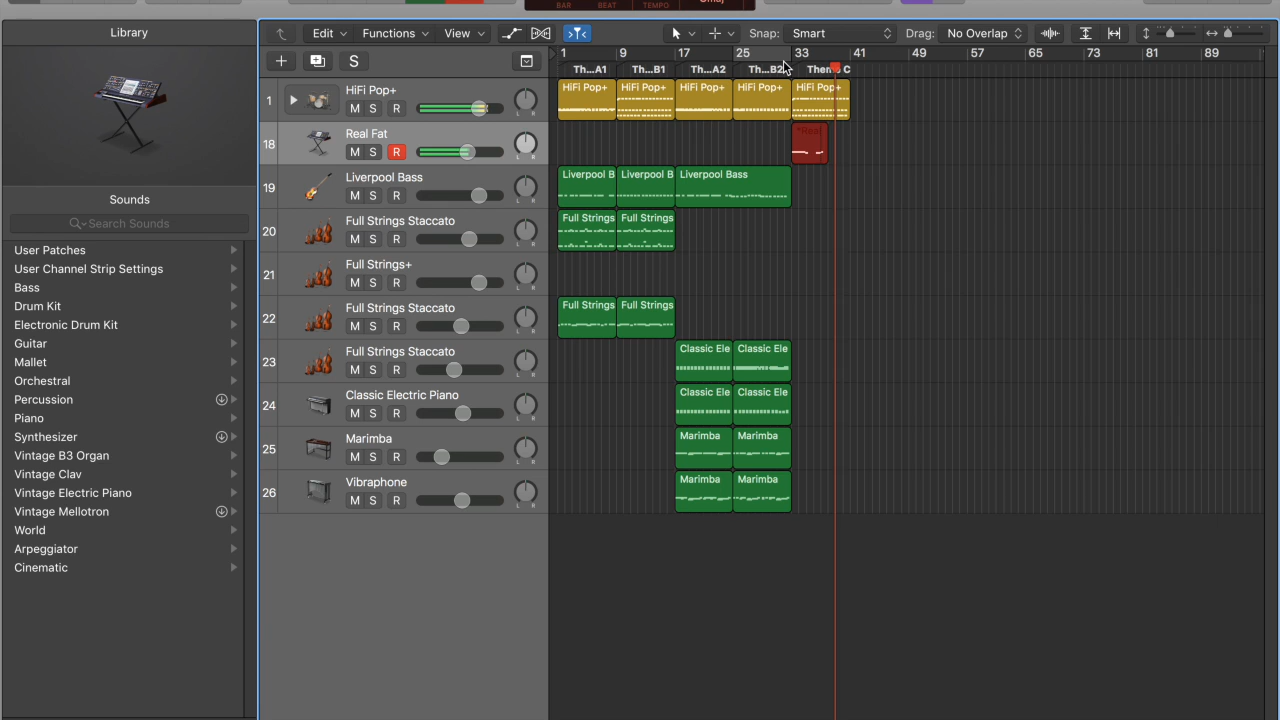 BAR BEAT TEMPO
Library
Edit Functions View Snap: Smart Drag: No Overlap
1 9 17 25 33 41 49 57 65 73 81 89
S Th...A1 Th...B1 Th...A2 Th...B2
1 HiFi Pop+ M S R L R HiFi Pop+ HiFi Pop+ HiFi Pop+ HiFi Pop+ HiFi Pop+
18 Real Fat M S R *Real
19 Liverpool Bass M S R L R Liverpool B Liverpool B Liverpool Bass
Sounds
Search Sounds
20 Full Strings Staccato M S R L R Full Strings Full Strings
User Patches
User Channel Strip Settings
21 Full Strings+ M S R L R
Bass
Drum Kit
22 Full Strings Staccato M S R L R Full Strings Full Strings
Electronic Drum Kit
Guitar
23 Full Strings Staccato M S R L R Classic Ele Classic Ele
Mallet
Orchestral
24 Classic Electric Piano M S R L R Classic Ele Classic Ele
Percussion
Piano
Synthesizer
25 Marimba M S R L R Marimba Marimba
Vintage B3 Organ
Vintage Clav
26 Vibraphone M S R L R Marimba Marimba
Vintage Electric Piano
Vintage Mellotron
World
Arpeggiator
Cinematic